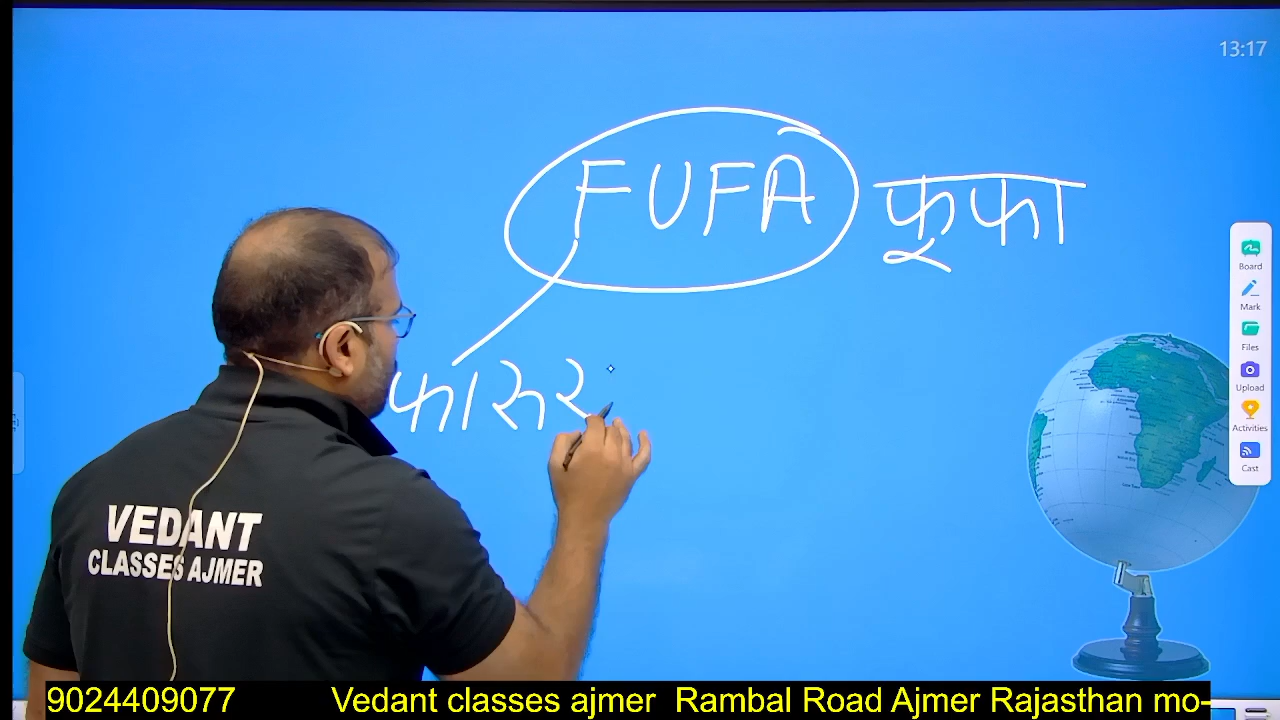 13:17
FUFA फूफा
फासर
Board
Mark
Files
Upload
Activities
Cast
VEDANT
CLASSES AJMER
9024409077 Vedant classes ajmer Rambal Road Ajmer Rajasthan mo-